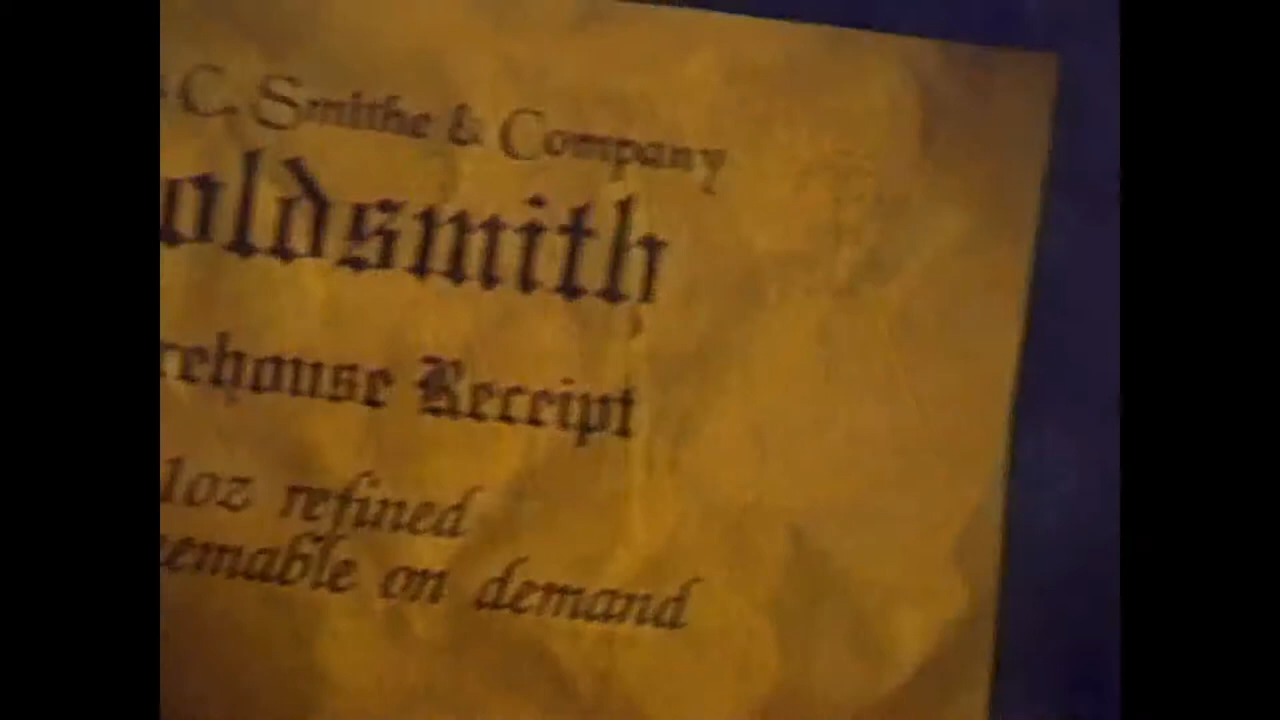 C. Smithe & Company
oldsmith
rehouse Receipt
1oz refined
emable on demand